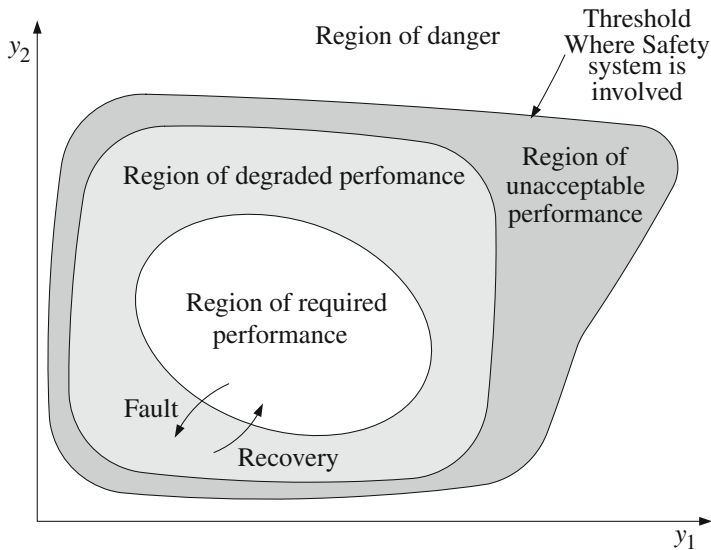 y2
Region of danger
Threshold
Where Safety
system is
involved
Region of
unacceptable
performance
Region of degraded perfomance
Region of required
performance
Fault
Recovery
y1